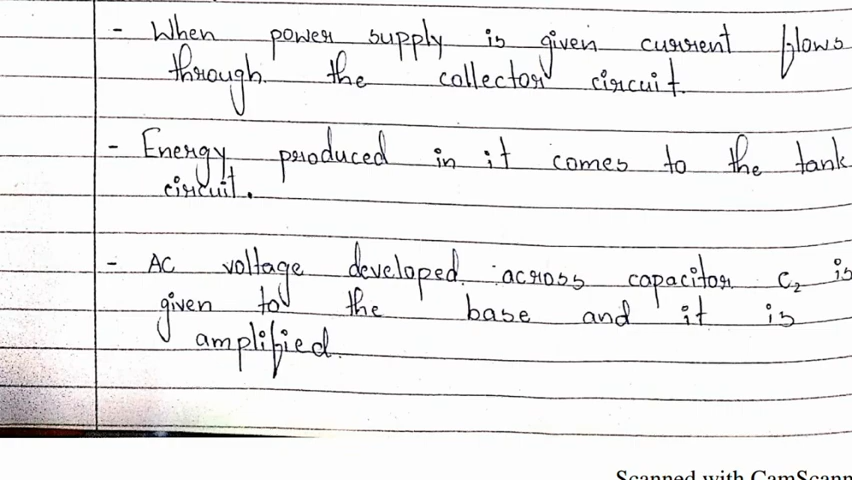 - When power supply is given current flows
through the collector circuit.
- Energy produced in it comes to the tank
circuit.
- AC voltage developed across capacitor C₂ is
given to the base and it is
amplified.
Scanned with CamScann